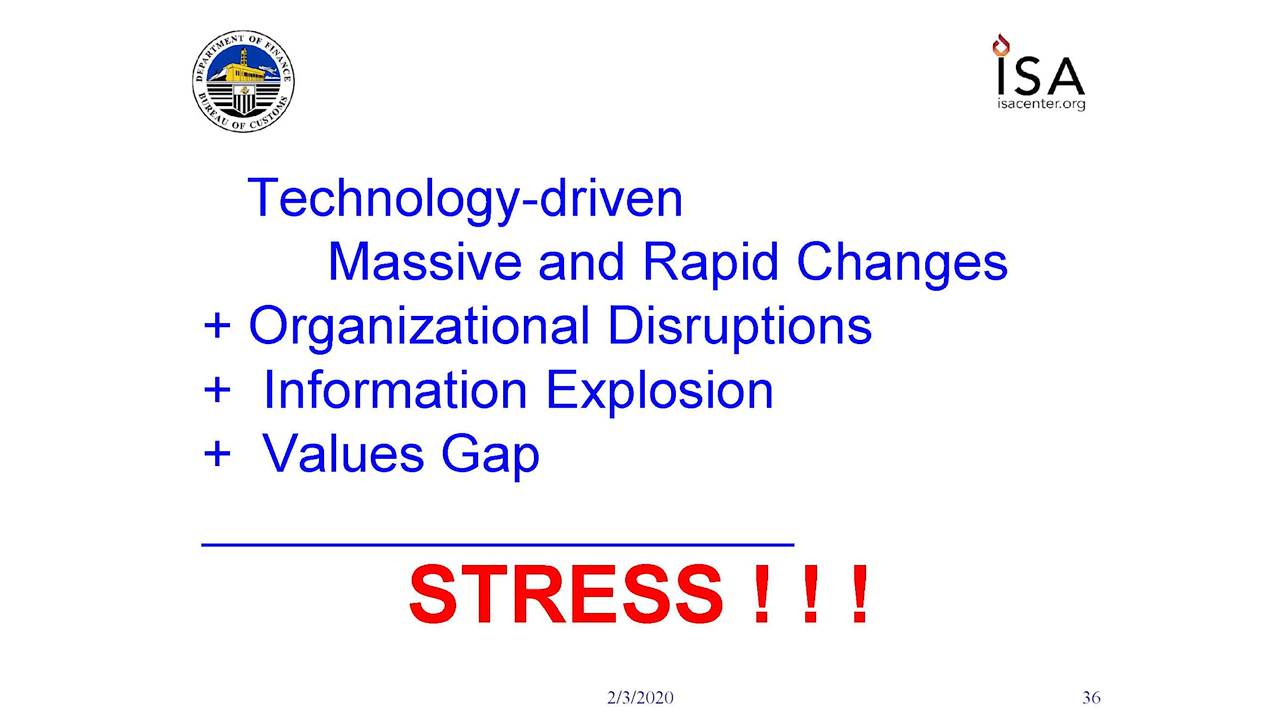 DEPARTMENT OF FINANCE
BUREAU OF CUSTOMS
iSA
isacenter.org
Technology-driven
Massive and Rapid Changes
+ Organizational Disruptions
+ Information Explosion
+ Values Gap
STRESS ! ! !
2/3/2020
36